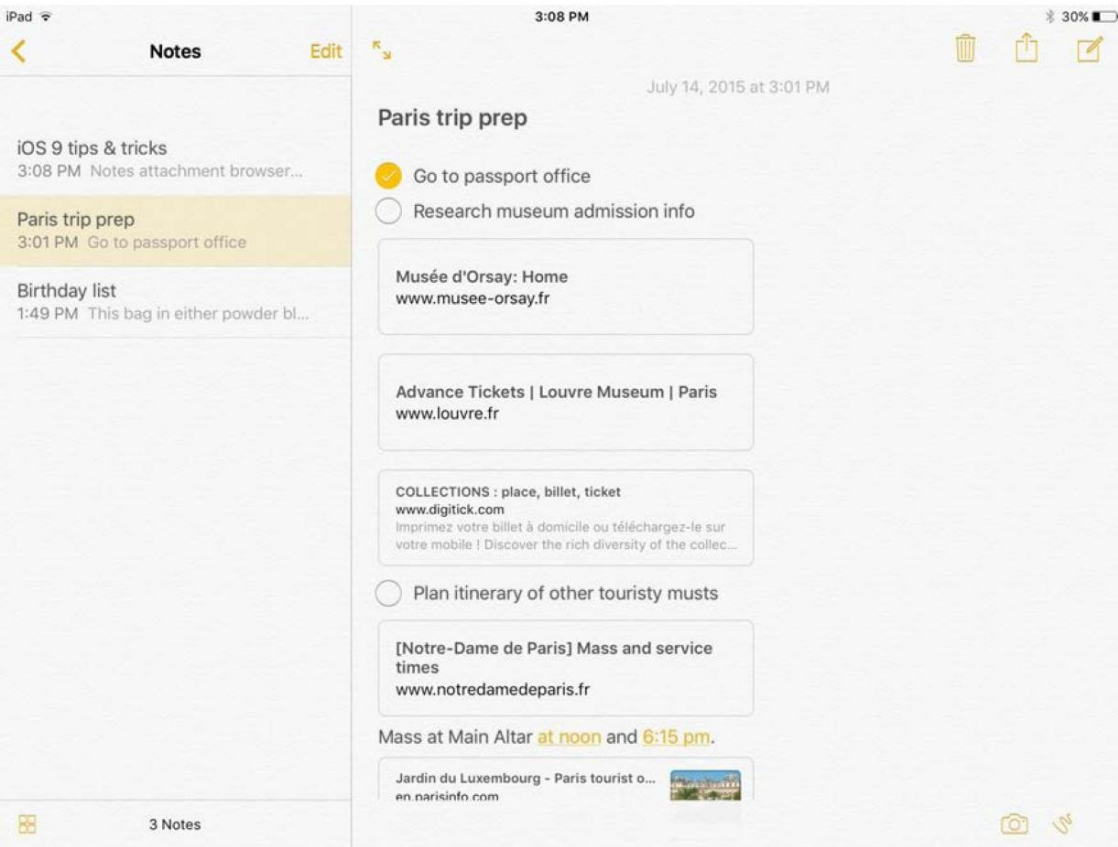 iPad
3:08 PM
30%
Notes
Edit
iOS 9 tips & tricks
3:08 PM Notes attachment browser...
Paris trip prep
3:01 PM Go to passport office
Birthday list
1:49 PM This bag in either powder bl...
3 Notes
July 14, 2015 at 3:01 PM
Paris trip prep
Go to passport office
Research museum admission info
Musée d'Orsay: Home
www.musee-orsay.fr
Advance Tickets | Louvre Museum | Paris
www.louvre.fr
COLLECTIONS : place, billet, ticket
www.digitick.com
Imprimez votre billet à domicile ou téléchargez-le sur
votre mobile ! Discover the rich diversity of the collec...
Plan itinerary of other touristy musts
[Notre-Dame de Paris] Mass and service
times
www.notredamedeparis.fr
Mass at Main Altar at noon and 6:15 pm.
Jardin du Luxembourg - Paris tourist o...
en.parisinfo.com